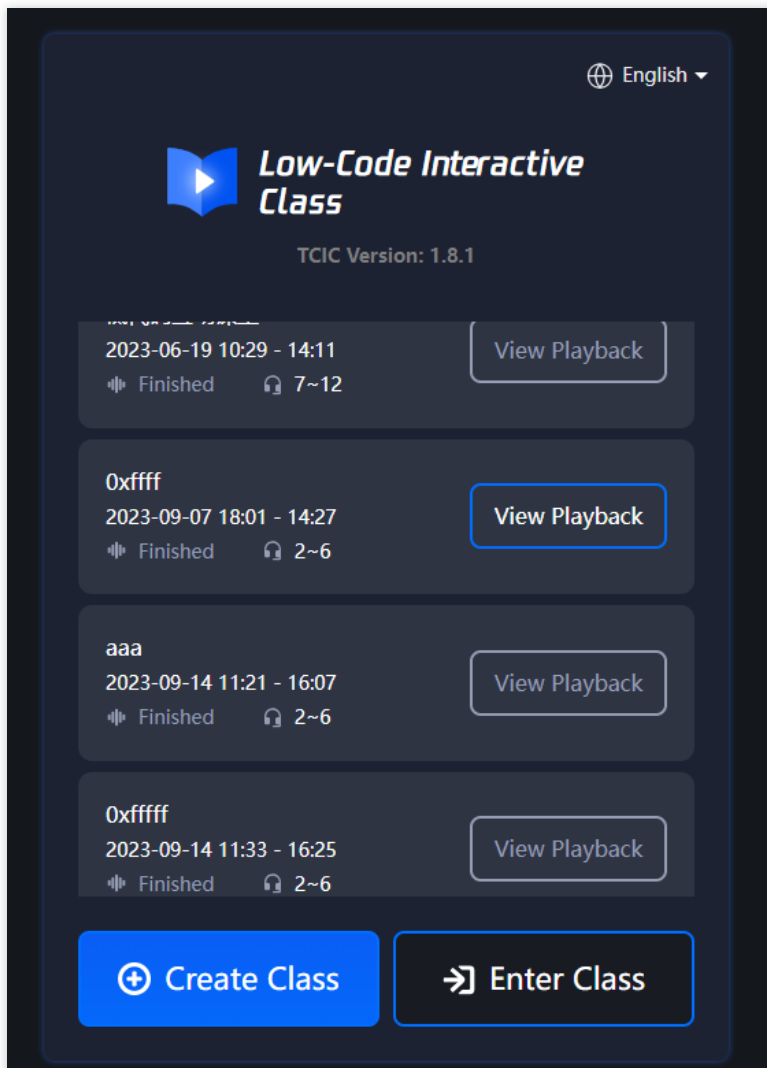 English
Low-Code Interactive
Class
TCIC Version: 1.8.1
2023-06-19 10:29 - 14:11
View Playback
Finished
7~12
0xffff
2023-09-07 18:01 - 14:27
View Playback
Finished
2~6
aaa
2023-09-14 11:21 - 16:07
View Playback
Finished
2~6
0xfffff
2023-09-14 11:33 - 16:25
View Playback
Finished
2~6
Create Class
Enter Class